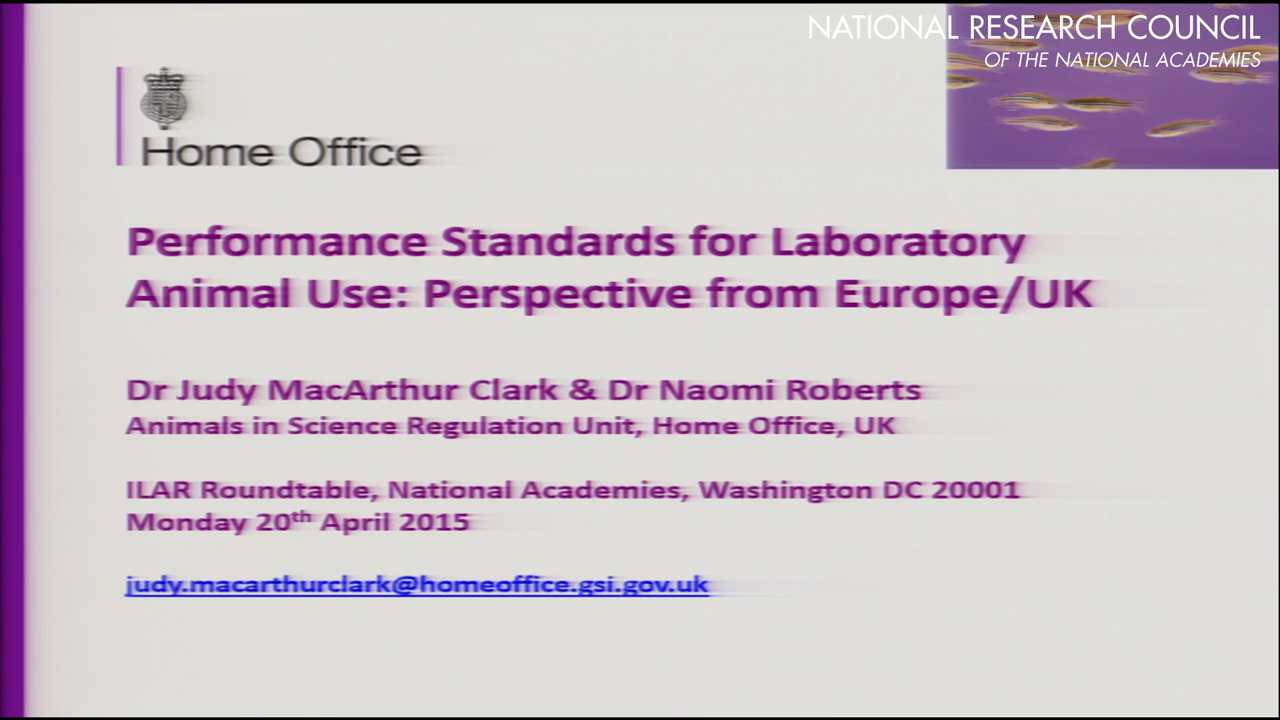 NATIONAL RESEARCH COUNCIL
OF THE NATIONAL ACADEMIES
Home Office
Performance Standards for Laboratory
Animal Use: Perspective from Europe/UK
Dr Judy MacArthur Clark & Dr Naomi Roberts
Animals in Science Regulation Unit, Home Office, UK
ILAR Roundtable, National Academies, Washington DC 20001
Monday 20th April 2015
judy.macarthurclark@homeoffice.gsi.gov.uk